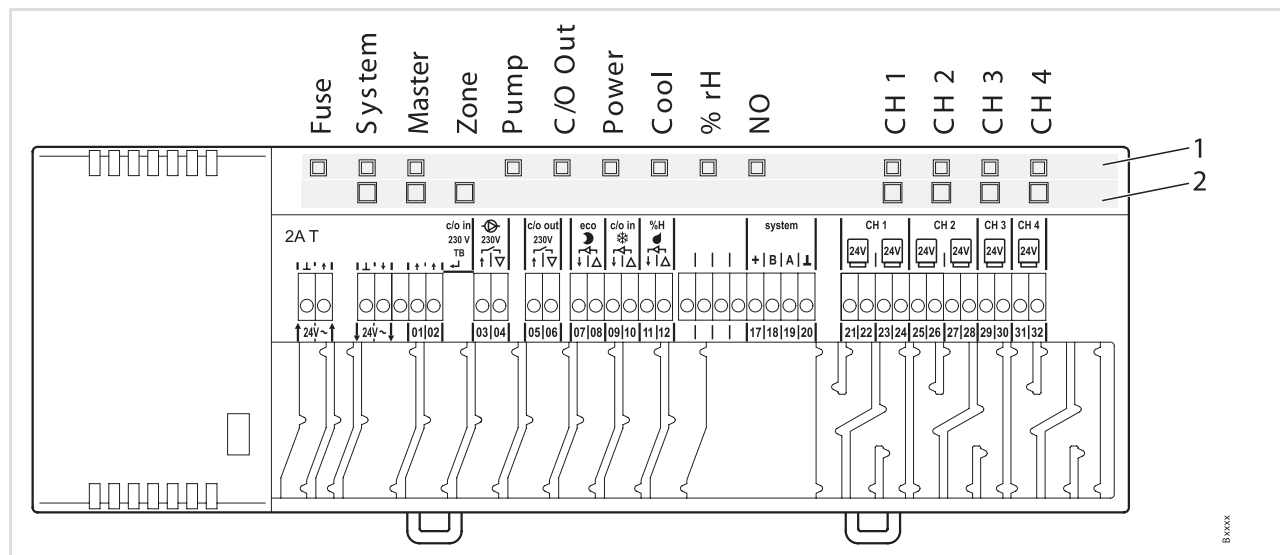 Fuse System Master Zone Pump C/O Out Power Cool % rH NO CH 1 CH 2 CH 3 CH 4
1
2
2A T
c/o in 230 V TB
230V
c/o out 230V
eco
c/o in
%H
system
CH 1 CH 2 CH 3 CH 4
24V 24V 24V 24V 24V 24V
+ | B | A | ⊥
24V~ 24V~ 01|02 03|04 05|06 07|08 09|10 11|12 17|18|19|20 21|22 23|24 25|26 27|28 29|30 31|32
Bxxxx